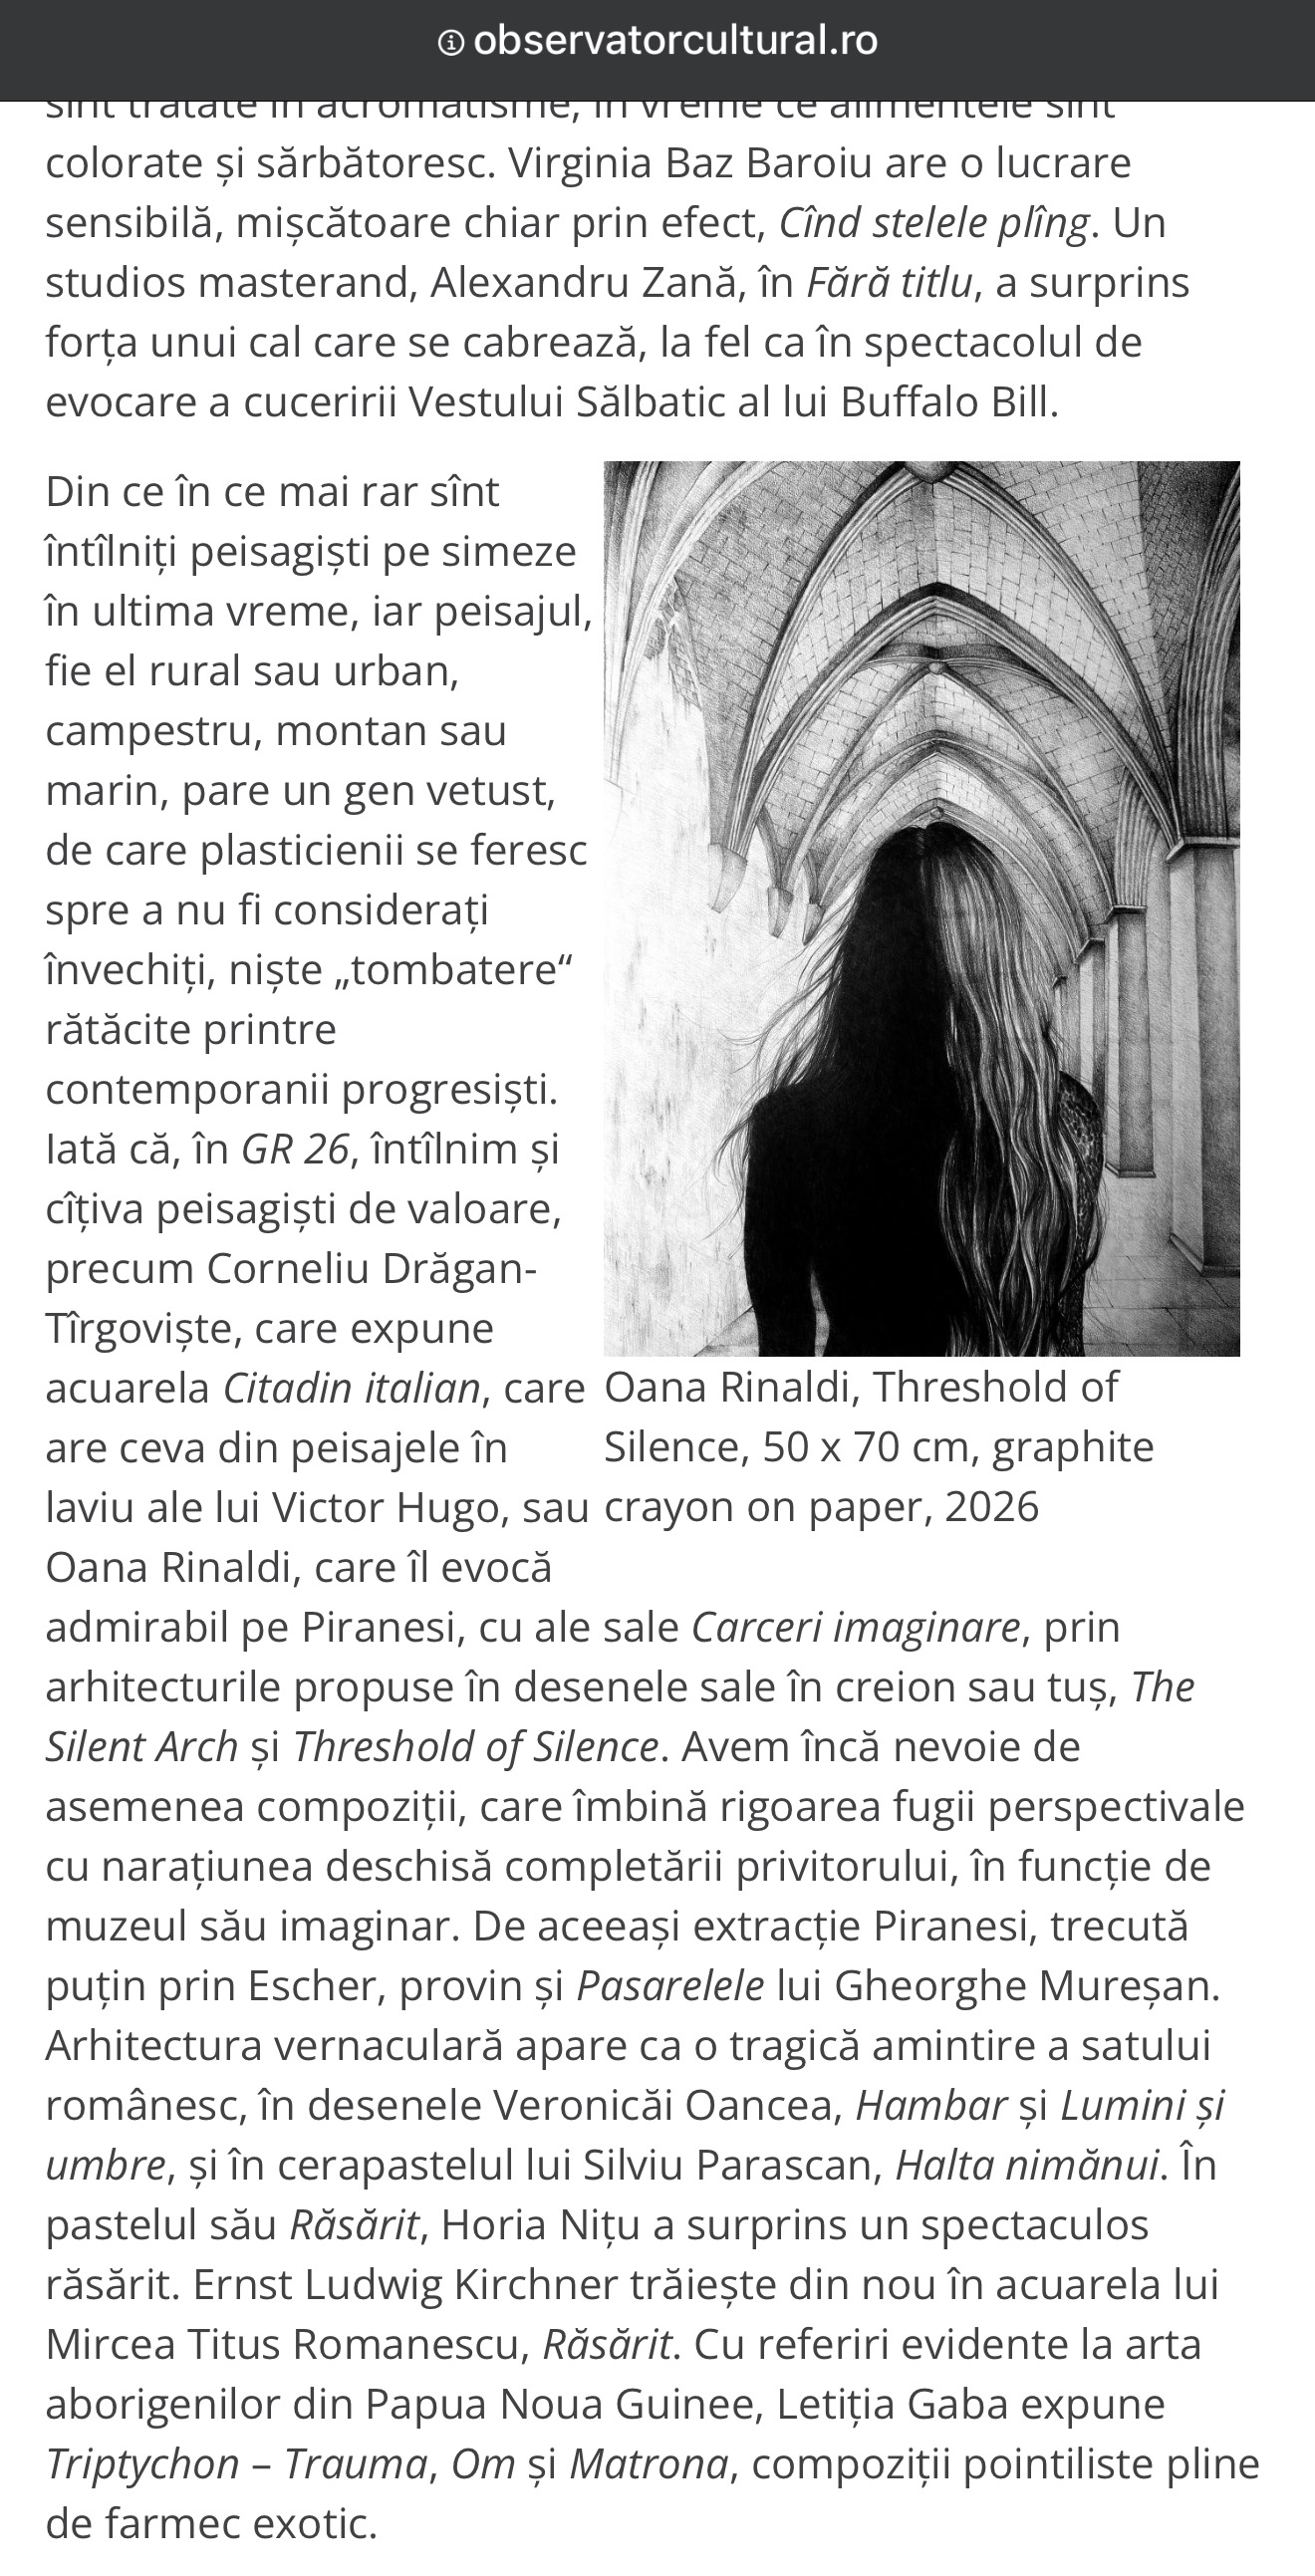 observatorcultural.ro
sînt tratate în acromatisme, în vreme ce alimentele sînt
colorate și sărbătoresc. Virginia Baz Baroiu are o lucrare
sensibilă, mișcătoare chiar prin efect, Cînd stelele plîng. Un
studios masterand, Alexandru Zană, în Fără titlu, a surprins
forța unui cal care se cabrează, la fel ca în spectacolul de
evocare a cuceririi Vestului Sălbatic al lui Buffalo Bill.
Din ce în ce mai rar sînt
întîlniți peisagiști pe simeze
în ultima vreme, iar peisajul,
fie el rural sau urban,
campestru, montan sau
marin, pare un gen vetust,
de care plasticienii se feresc
spre a nu fi considerați
învechiți, niște „tombatere“
rătăcite printre
contemporanii progresiști.
Iată că, în GR 26, întîlnim și
cîțiva peisagiști de valoare,
precum Corneliu Drăgan-
Tîrgoviște, care expune
acuarela Citadin italian, care
are ceva din peisajele în
laviu ale lui Victor Hugo, sau
Oana Rinaldi, care îl evocă
Oana Rinaldi, Threshold of
Silence, 50 x 70 cm, graphite
crayon on paper, 2026
admirabil pe Piranesi, cu ale sale Carceri imaginare, prin
arhitecturile propuse în desenele sale în creion sau tuș, The
Silent Arch și Threshold of Silence. Avem încă nevoie de
asemenea compoziții, care îmbină rigoarea fugii perspectivale
cu narațiunea deschisă completării privitorului, în funcție de
muzeul său imaginar. De aceeași extracție Piranesi, trecută
puțin prin Escher, provin și Pasarelele lui Gheorghe Mureșan.
Arhitectura vernaculară apare ca o tragică amintire a satului
românesc, în desenele Veronicăi Oancea, Hambar și Lumini și
umbre, și în cerapastelul lui Silviu Parascan, Halta nimănui. În
pastelul său Răsărit, Horia Nițu a surprins un spectaculos
răsărit. Ernst Ludwig Kirchner trăiește din nou în acuarela lui
Mircea Titus Romanescu, Răsărit. Cu referiri evidente la arta
aborigenilor din Papua Noua Guinee, Letiția Gaba expune
Triptychon – Trauma, Om și Matrona, compoziții pointiliste pline
de farmec exotic.